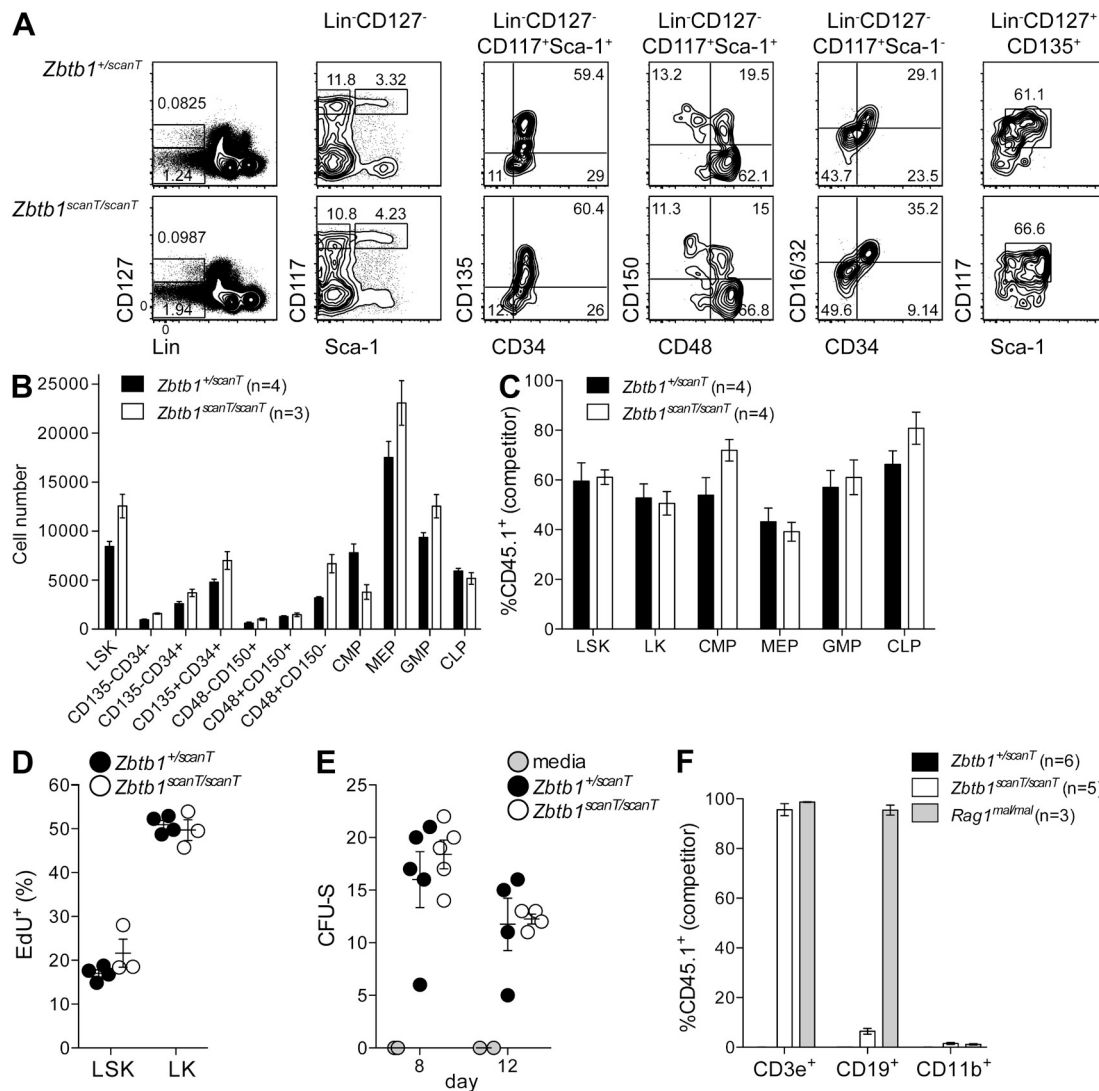 A
Lin-CD127-
Lin-CD127-
CD117+Sca-1+
Lin-CD127-
CD117+Sca-1+
Lin-CD127-
CD117+Sca-1-
Lin-CD127+
CD135+
Zbtb1+/scanT
0.0825
1.24
11.8 3.32
59.4
11 29
13.2 19.5
62.1
29.1
43.7 23.5
61.1
Zbtb1scanT/scanT
0.0987
1.94
10.8 4.23
60.4
26
11.3 15
66.8
35.2
49.6 9.14
66.6
CD127
0
0
Lin
CD117
Sca-1
CD135
CD34
CD150
CD48
CD16/32
CD34
CD117
Sca-1
B
Zbtb1+/scanT (n=4)
Zbtb1scanT/scanT (n=3)
Cell number
25000
20000
15000
10000
5000
0
LSK
CD135-CD34-
CD135-CD34+
CD135+CD34+
CD48-CD150+
CD48+CD150+
CD48+CD150-
CMP
MEP
GMP
CLP
C
Zbtb1+/scanT (n=4)
Zbtb1scanT/scanT (n=4)
%CD45.1+ (competitor)
100
80
60
40
20
0
LSK LK CMP MEP GMP CLP
D
Zbtb1+/scanT
Zbtb1scanT/scanT
EdU+ (%)
60
50
40
30
20
10
0
LSK LK
E
media
Zbtb1+/scanT
Zbtb1scanT/scanT
CFU-S
25
20
15
10
5
0
8 12
day
F
Zbtb1+/scanT (n=6)
Zbtb1scanT/scanT (n=5)
Rag1mal/mal (n=3)
%CD45.1+ (competitor)
100
80
60
40
20
0
CD3e+ CD19+ CD11b+